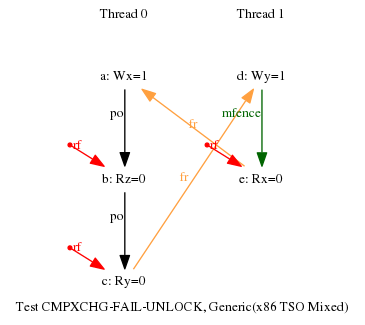 Thread 0 Thread 1
a: Wx=1 d: Wy=1
po mfence
fr
rf rf
b: Rz=0 e: Rx=0
fr
po
rf
c: Ry=0
Test CMPXCHG-FAIL-UNLOCK, Generic(x86 TSO Mixed)